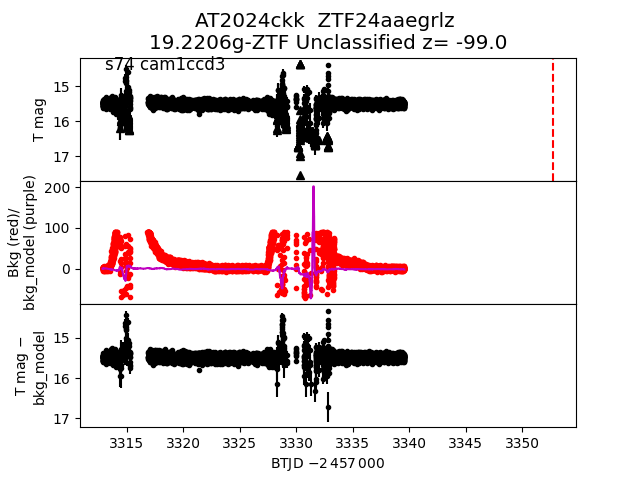 AT2024ckk  ZTF24aaegrlz
19.2206g-ZTF Unclassified z= -99.0
s74 cam1ccd3
15
16
17
T mag
200
100
0
Bkg (red)/
bkg_model (purple)
15
16
17
T mag −
bkg_model
3315 3320 3325 3330 3335 3340 3345 3350
BTJD −2 457 000